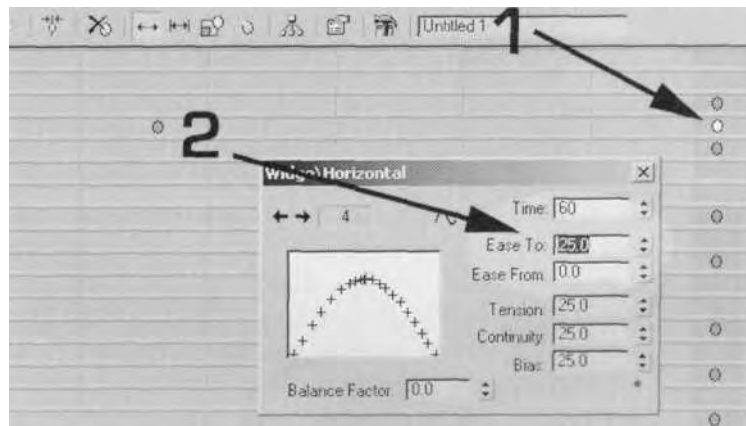 Untitled 1
1
2
Widge\Horizontal
4
Time: 60
Ease To: 25.0
Ease From: 0.0
Tension: 25.0
Continuity: 25.0
Bias: 25.0
Balance Factor: 0.0